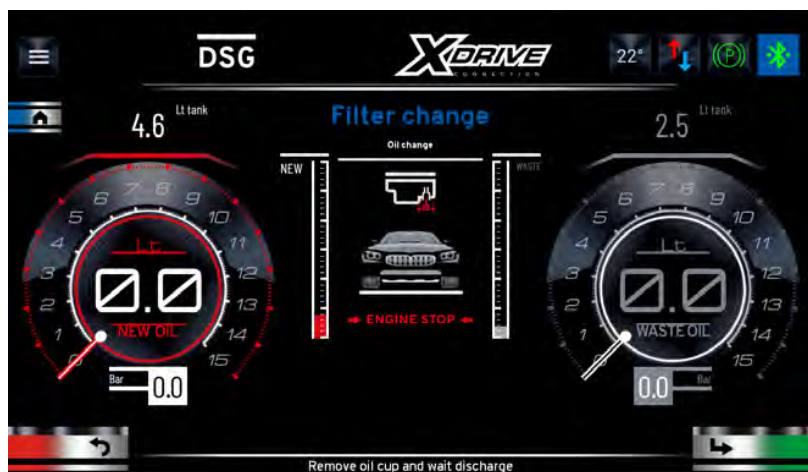 DSG
XDRIVE
CONNECTION
22°
(P)
4.6 Lt tank
Filter change
2.5 Lt tank
Oil change
NEW
WASTE
0 1 2 3 4 5 6 7 8 9 10 11 12 13 14 15
Lt
0.0
NEW OIL
Bar 0.0
ENGINE STOP
0 1 2 3 4 5 6 7 8 9 10 11 12 13 14 15
Lt
0.0
WASTE OIL
0.0 Bar
Remove oil cup and wait discharge